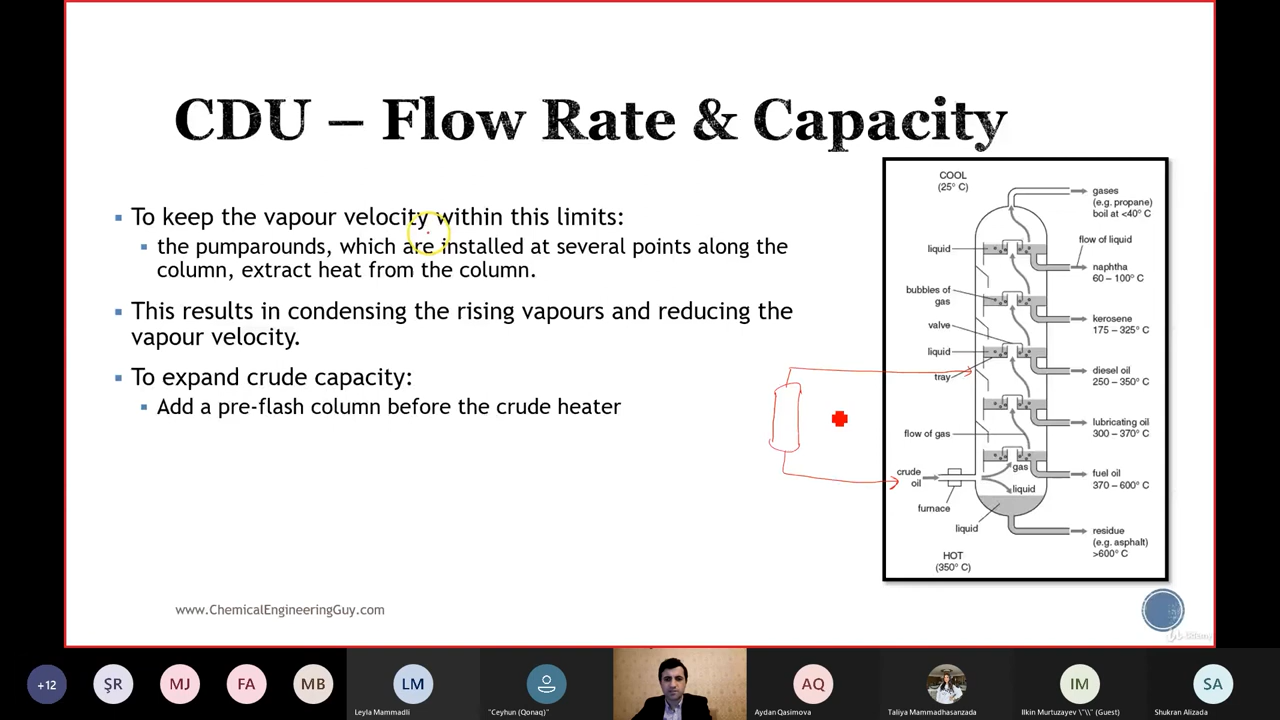 CDU – Flow Rate & Capacity
To keep the vapour velocity within this limits:
the pumparounds, which are installed at several points along the
column, extract heat from the column.
This results in condensing the rising vapours and reducing the
vapour velocity.
To expand crude capacity:
Add a pre-flash column before the crude heater
COOL
(25° C)
gases
(e.g. propane)
boil at <40° C
liquid
flow of liquid
naphtha
60 – 100° C
bubbles of
gas
kerosene
175 – 325° C
valve
liquid
tray
diesel oil
250 – 350° C
lubricating oil
300 – 370° C
flow of gas
gas
crude
oil
fuel oil
370 – 600° C
liquid
furnace
liquid
residue
(e.g. asphalt)
>600° C
HOT
(350° C)
www.ChemicalEngineeringGuy.com
+12
ŞR
MJ
FA
MB
LM
AQ
IM
SA
Leyla Mammadli
"Ceyhun (Qonaq)"
Aydan Qasimova
Taliya Mammadhasanzada
Ilkin Murtuzayev \"\\" (Guest)
Shukran Alizada